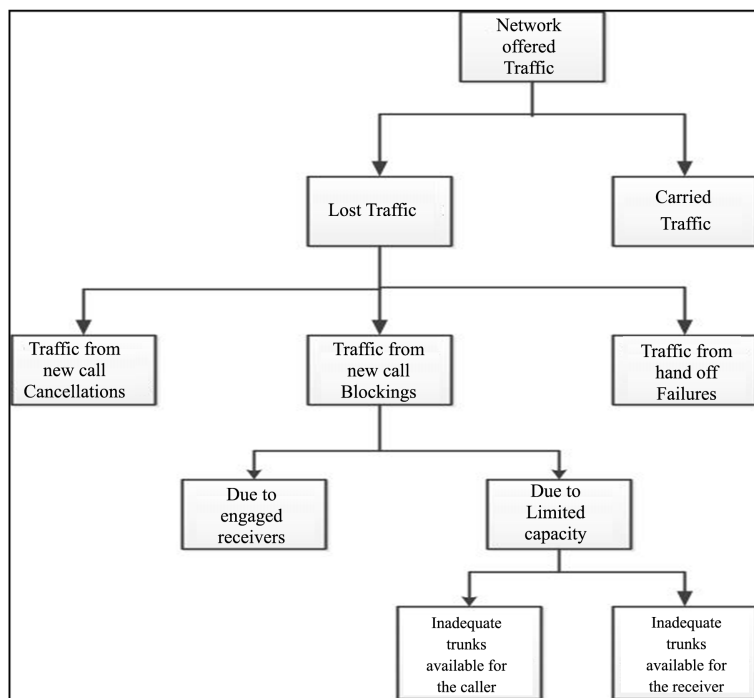 Network
offered
Traffic
Lost Traffic
Carried
Traffic
Traffic from
new call
Cancellations
Traffic from
new call
Blockings
Traffic from
hand off
Failures
Due to
engaged
receivers
Due to
Limited
capacity
Inadequate
trunks
available for
the caller
Inadequate
trunks
available for
the receiver